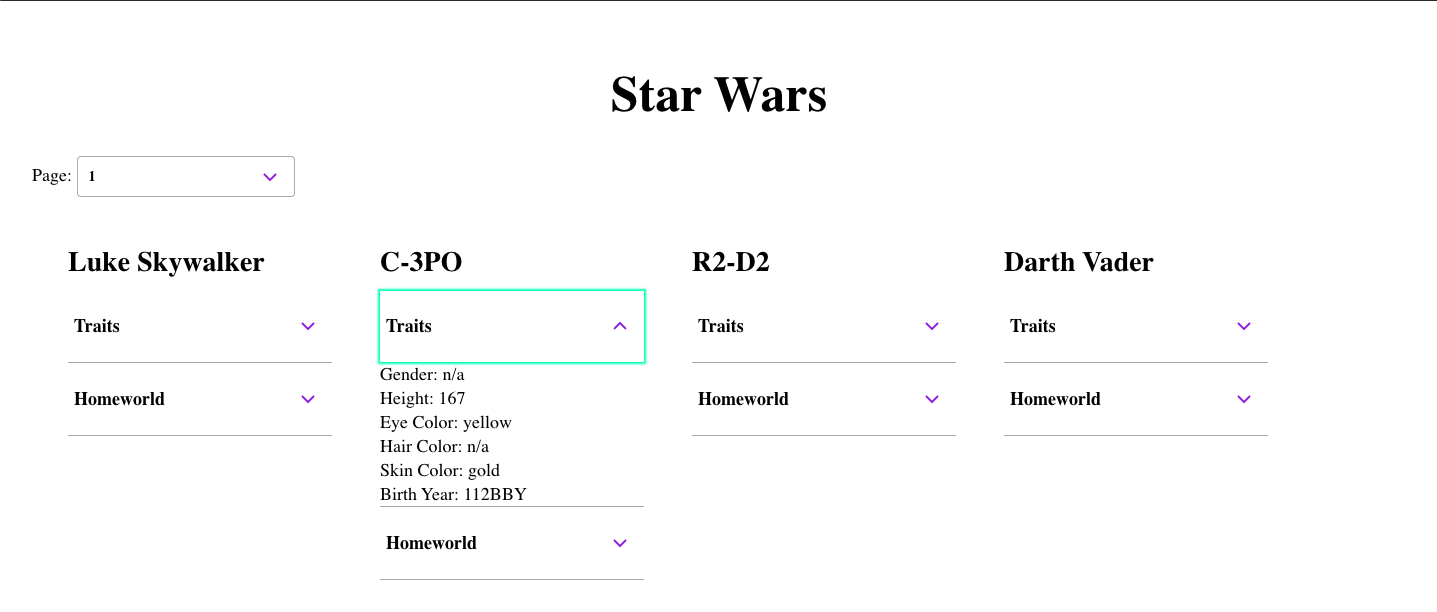 Star Wars
Page: 1
Luke Skywalker
Traits
Homeworld
C-3PO
Traits
Gender: n/a
Height: 167
Eye Color: yellow
Hair Color: n/a
Skin Color: gold
Birth Year: 112BBY
Homeworld
R2-D2
Traits
Homeworld
Darth Vader
Traits
Homeworld